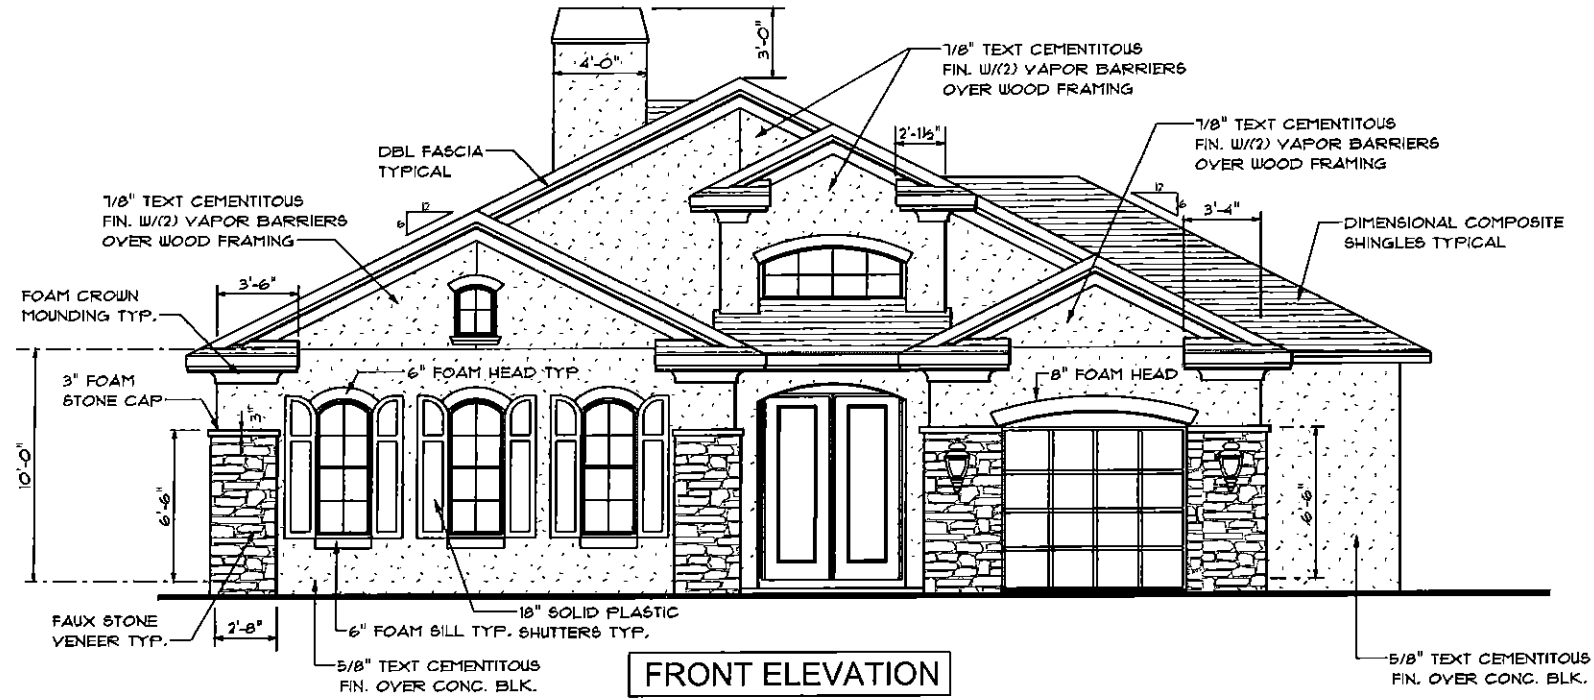 4'-0"
3'-0"
7/8" TEXT CEMENTITOUS
FIN. W/(2) VAPOR BARRIERS
OVER WOOD FRAMING
DBL FASCIA
TYPICAL
2'-1½"
7/8" TEXT CEMENTITOUS
FIN. W/(2) VAPOR BARRIERS
OVER WOOD FRAMING
7/8" TEXT CEMENTITOUS
FIN. W/(2) VAPOR BARRIERS
OVER WOOD FRAMING
12
6
12
6
3'-4"
DIMENSIONAL COMPOSITE
SHINGLES TYPICAL
3'-6"
FOAM CROWN
MOUNDING TYP.
3" FOAM
STONE CAP
3"
6" FOAM HEAD TYP
8" FOAM HEAD
10'-0"
6'-6"
6'-6"
FAUX STONE
VENEER TYP.
2'-8"
6" FOAM SILL TYP.
18" SOLID PLASTIC
SHUTTERS TYP.
5/8" TEXT CEMENTITOUS
FIN. OVER CONC. BLK.
FRONT ELEVATION
5/8" TEXT CEMENTITOUS
FIN. OVER CONC. BLK.